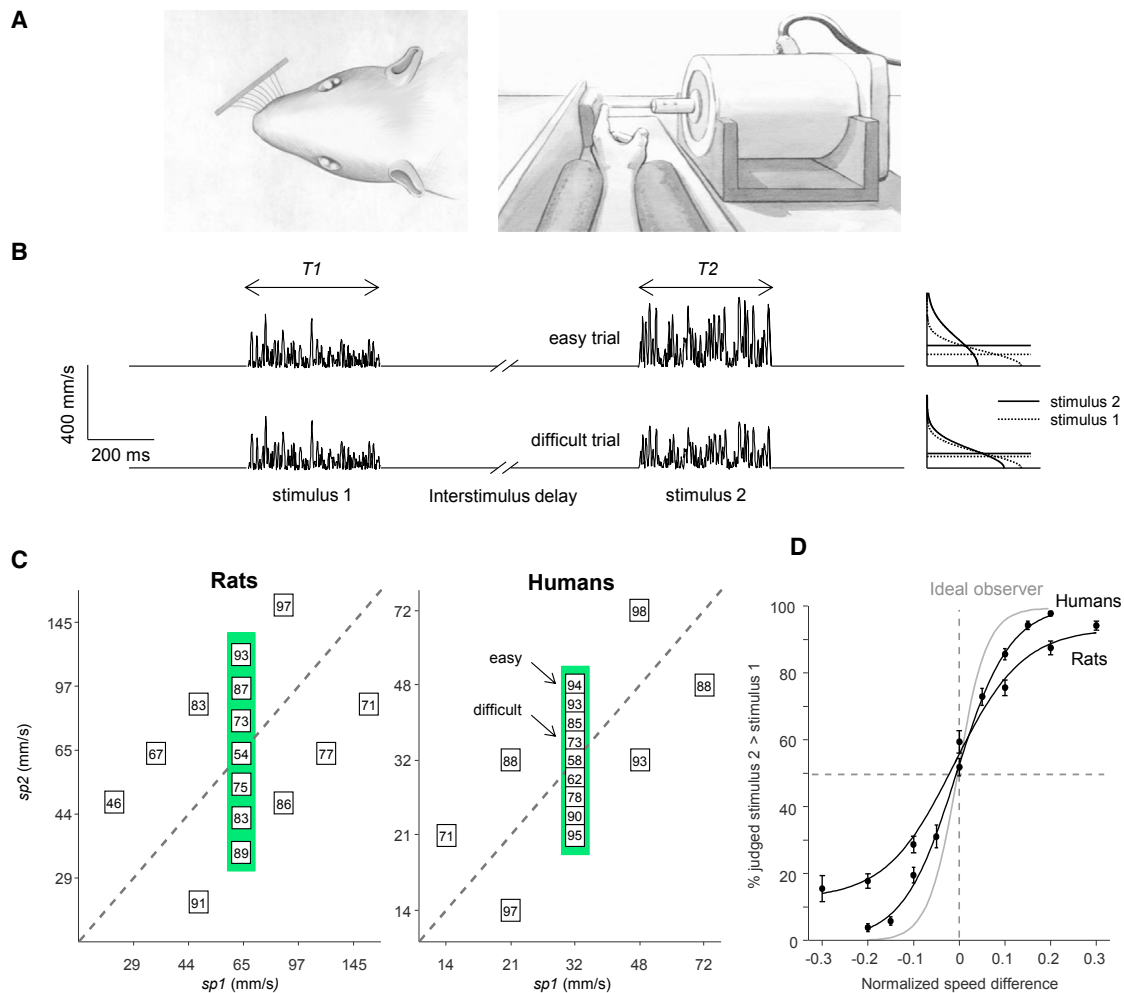 A
B
T1
T2
easy trial
400 mm/s
stimulus 2
stimulus 1
difficult trial
200 ms
stimulus 1
Interstimulus delay
stimulus 2
C
Rats
sp2 (mm/s)
145
97
65
44
29
97
93
87
83
73
71
67
54
77
75
46
86
83
89
91
29
44
65
97
145
sp1 (mm/s)
Humans
72
48
32
21
14
98
easy
94
88
93
85
difficult
73
88
58
93
62
78
71
90
95
97
14
21
32
48
72
sp1 (mm/s)
D
Ideal observer
Humans
Rats
% judged stimulus 2 > stimulus 1
100
80
60
40
20
0
-0.3
-0.2
-0.1
0
0.1
0.2
0.3
Normalized speed difference